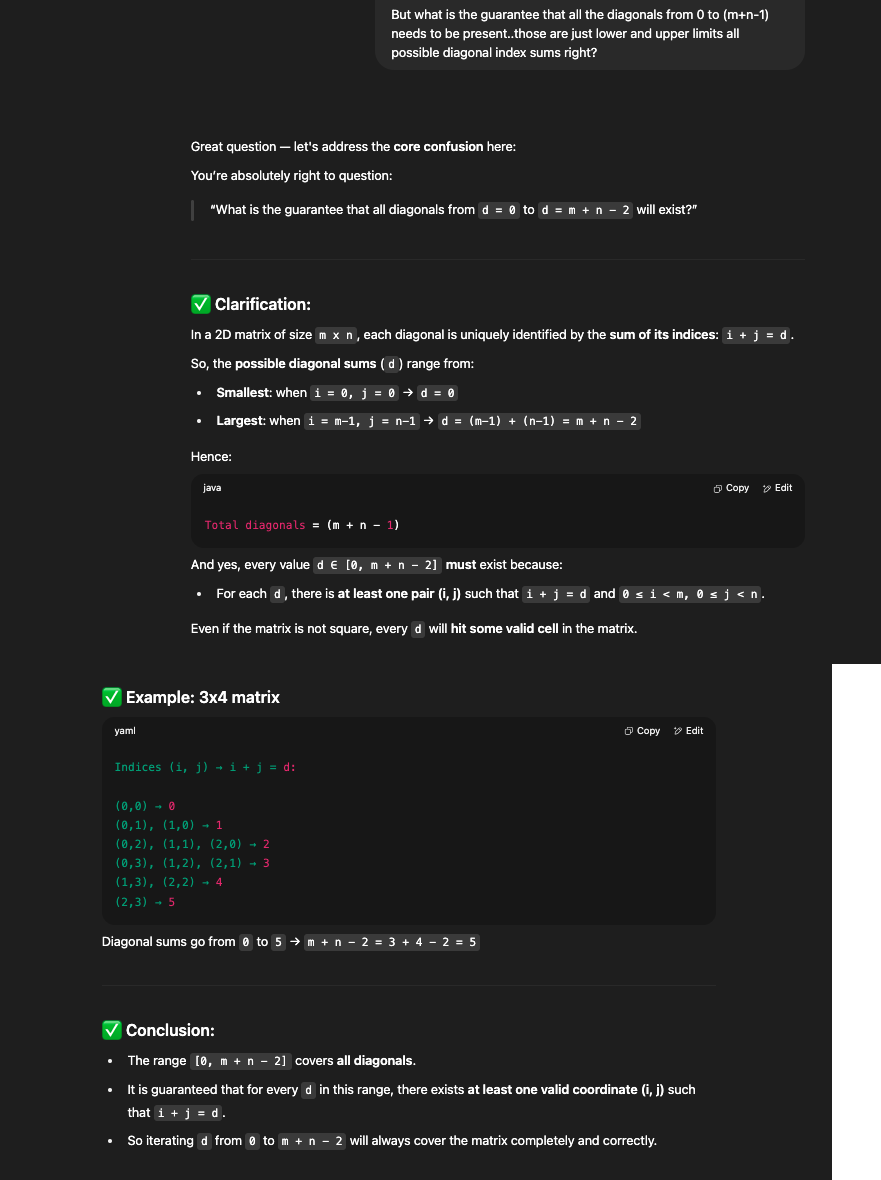 But what is the guarantee that all the diagonals from 0 to (m+n-1)
needs to be present..those are just lower and upper limits all
possible diagonal index sums right?
Great question — let's address the core confusion here:
You're absolutely right to question:
"What is the guarantee that all diagonals from d = 0 to d = m + n − 2 will exist?"
✅ Clarification:
In a 2D matrix of size m x n, each diagonal is uniquely identified by the sum of its indices: i + j = d.
So, the possible diagonal sums (d) range from:
• Smallest: when i = 0, j = 0 → d = 0
• Largest: when i = m-1, j = n-1 → d = (m-1) + (n-1) = m + n − 2
Hence:
java Copy Edit
Total diagonals = (m + n − 1)
And yes, every value d ∈ [0, m + n − 2] must exist because:
• For each d, there is at least one pair (i, j) such that i + j = d and 0 ≤ i < m, 0 ≤ j < n.
Even if the matrix is not square, every d will hit some valid cell in the matrix.
✅ Example: 3x4 matrix
yaml Copy Edit
Indices (i, j) → i + j = d:
(0,0) → 0
(0,1), (1,0) → 1
(0,2), (1,1), (2,0) → 2
(0,3), (1,2), (2,1) → 3
(1,3), (2,2) → 4
(2,3) → 5
Diagonal sums go from 0 to 5 → m + n − 2 = 3 + 4 − 2 = 5
✅ Conclusion:
• The range [0, m + n − 2] covers all diagonals.
• It is guaranteed that for every d in this range, there exists at least one valid coordinate (i, j) such
that i + j = d.
• So iterating d from 0 to m + n − 2 will always cover the matrix completely and correctly.